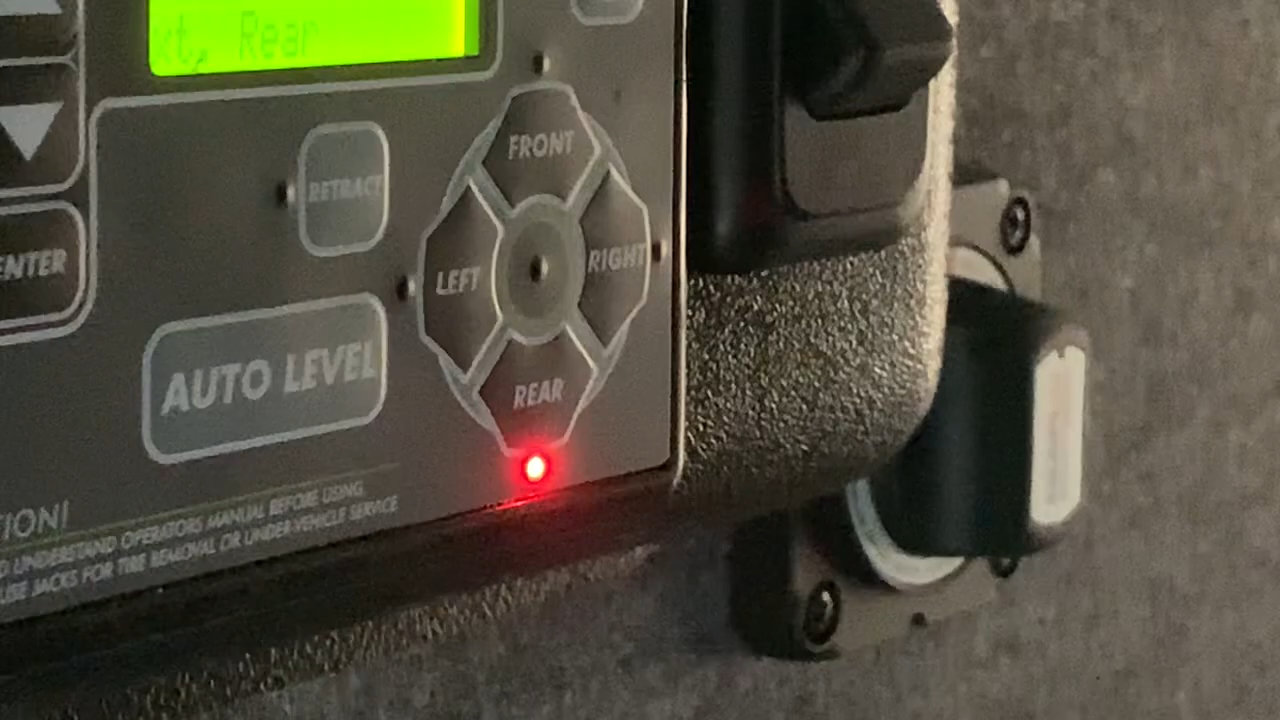 xt, Rear
FRONT
RETRACT
LEFT
RIGHT
ENTER
AUTO LEVEL
REAR
TION!
UNDERSTAND OPERATORS MANUAL BEFORE USING.
USE JACKS FOR TIRE REMOVAL OR UNDER VEHICLE SERVICE